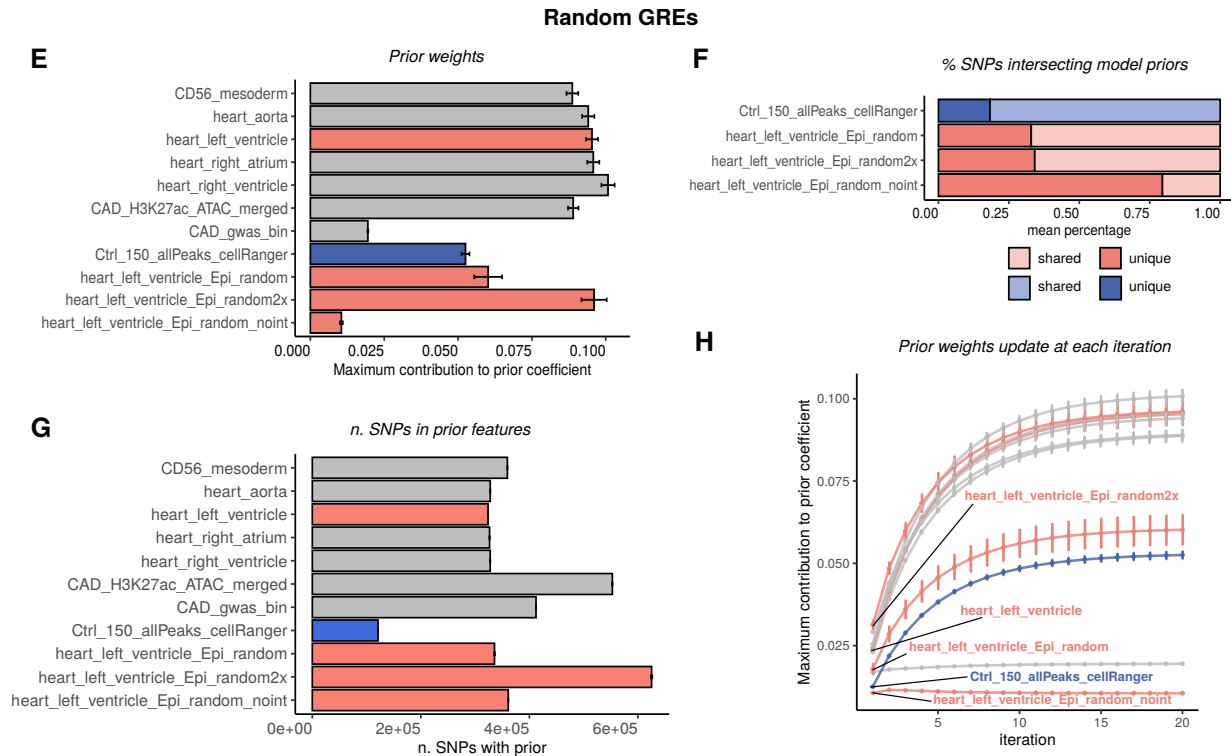 Random GREs
E
Prior weights
CD56_mesoderm
heart_aorta
heart_left_ventricle
heart_right_atrium
heart_right_ventricle
CAD_H3K27ac_ATAC_merged
CAD_gwas_bin
Ctrl_150_allPeaks_cellRanger
heart_left_ventricle_Epi_random
heart_left_ventricle_Epi_random2x
heart_left_ventricle_Epi_random_noint
0.000 0.025 0.050 0.075 0.100
Maximum contribution to prior coefficient
F
% SNPs intersecting model priors
Ctrl_150_allPeaks_cellRanger
heart_left_ventricle_Epi_random
heart_left_ventricle_Epi_random2x
heart_left_ventricle_Epi_random_noint
0.00 0.25 0.50 0.75 1.00
mean percentage
shared unique
shared unique
G
n. SNPs in prior features
CD56_mesoderm
heart_aorta
heart_left_ventricle
heart_right_atrium
heart_right_ventricle
CAD_H3K27ac_ATAC_merged
CAD_gwas_bin
Ctrl_150_allPeaks_cellRanger
heart_left_ventricle_Epi_random
heart_left_ventricle_Epi_random2x
heart_left_ventricle_Epi_random_noint
0e+00 2e+05 4e+05 6e+05
n. SNPs with prior
H
Prior weights update at each iteration
Maximum contribution to prior coefficient
0.100
0.075
0.050
0.025
heart_left_ventricle_Epi_random2x
heart_left_ventricle
heart_left_ventricle_Epi_random
Ctrl_150_allPeaks_cellRanger
heart_left_ventricle_Epi_random_noint
5 10 15 20
iteration